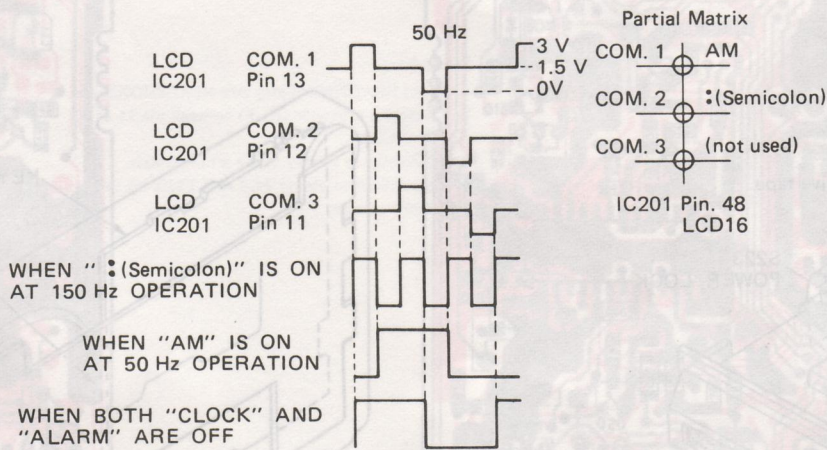 50 Hz
LCD COM. 1
IC201 Pin 13
3 V
1.5 V
0V
LCD COM. 2
IC201 Pin 12
LCD COM. 3
IC201 Pin 11
WHEN ":(Semicolon)" IS ON
AT 150 Hz OPERATION
WHEN "AM" IS ON
AT 50 Hz OPERATION
WHEN BOTH "CLOCK" AND
"ALARM" ARE OFF
Partial Matrix
COM. 1 AM
COM. 2 :(Semicolon)
COM. 3 (not used)
IC201 Pin. 48
LCD16